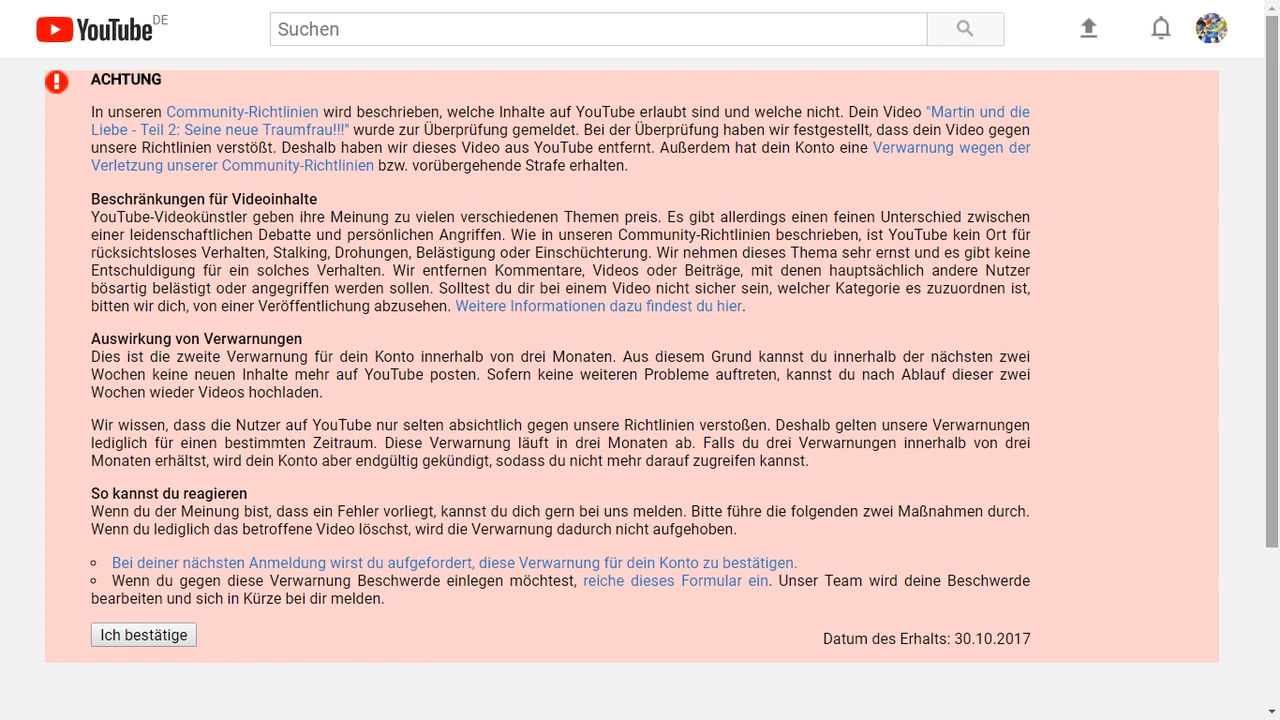 YouTube DE
Suchen
ACHTUNG
In unseren Community-Richtlinien wird beschrieben, welche Inhalte auf YouTube erlaubt sind und welche nicht. Dein Video "Martin und die
Liebe - Teil 2: Seine neue Traumfrau!!!" wurde zur Überprüfung gemeldet. Bei der Überprüfung haben wir festgestellt, dass dein Video gegen
unsere Richtlinien verstößt. Deshalb haben wir dieses Video aus YouTube entfernt. Außerdem hat dein Konto eine Verwarnung wegen der
Verletzung unserer Community-Richtlinien bzw. vorübergehende Strafe erhalten.
Beschränkungen für Videoinhalte
YouTube-Videokünstler geben ihre Meinung zu vielen verschiedenen Themen preis. Es gibt allerdings einen feinen Unterschied zwischen
einer leidenschaftlichen Debatte und persönlichen Angriffen. Wie in unseren Community-Richtlinien beschrieben, ist YouTube kein Ort für
rücksichtsloses Verhalten, Stalking, Drohungen, Belästigung oder Einschüchterung. Wir nehmen dieses Thema sehr ernst und es gibt keine
Entschuldigung für ein solches Verhalten. Wir entfernen Kommentare, Videos oder Beiträge, mit denen hauptsächlich andere Nutzer
bösartig belästigt oder angegriffen werden sollen. Solltest du dir bei einem Video nicht sicher sein, welcher Kategorie es zuzuordnen ist,
bitten wir dich, von einer Veröffentlichung abzusehen. Weitere Informationen dazu findest du hier.
Auswirkung von Verwarnungen
Dies ist die zweite Verwarnung für dein Konto innerhalb von drei Monaten. Aus diesem Grund kannst du innerhalb der nächsten zwei
Wochen keine neuen Inhalte mehr auf YouTube posten. Sofern keine weiteren Probleme auftreten, kannst du nach Ablauf dieser zwei
Wochen wieder Videos hochladen.
Wir wissen, dass die Nutzer auf YouTube nur selten absichtlich gegen unsere Richtlinien verstoßen. Deshalb gelten unsere Verwarnungen
lediglich für einen bestimmten Zeitraum. Diese Verwarnung läuft in drei Monaten ab. Falls du drei Verwarnungen innerhalb von drei
Monaten erhältst, wird dein Konto aber endgültig gekündigt, sodass du nicht mehr darauf zugreifen kannst.
So kannst du reagieren
Wenn du der Meinung bist, dass ein Fehler vorliegt, kannst du dich gern bei uns melden. Bitte führe die folgenden zwei Maßnahmen durch.
Wenn du lediglich das betroffene Video löschst, wird die Verwarnung dadurch nicht aufgehoben.
Bei deiner nächsten Anmeldung wirst du aufgefordert, diese Verwarnung für dein Konto zu bestätigen.
Wenn du gegen diese Verwarnung Beschwerde einlegen möchtest, reiche dieses Formular ein. Unser Team wird deine Beschwerde
bearbeiten und sich in Kürze bei dir melden.
Ich bestätige
Datum des Erhalts: 30.10.2017